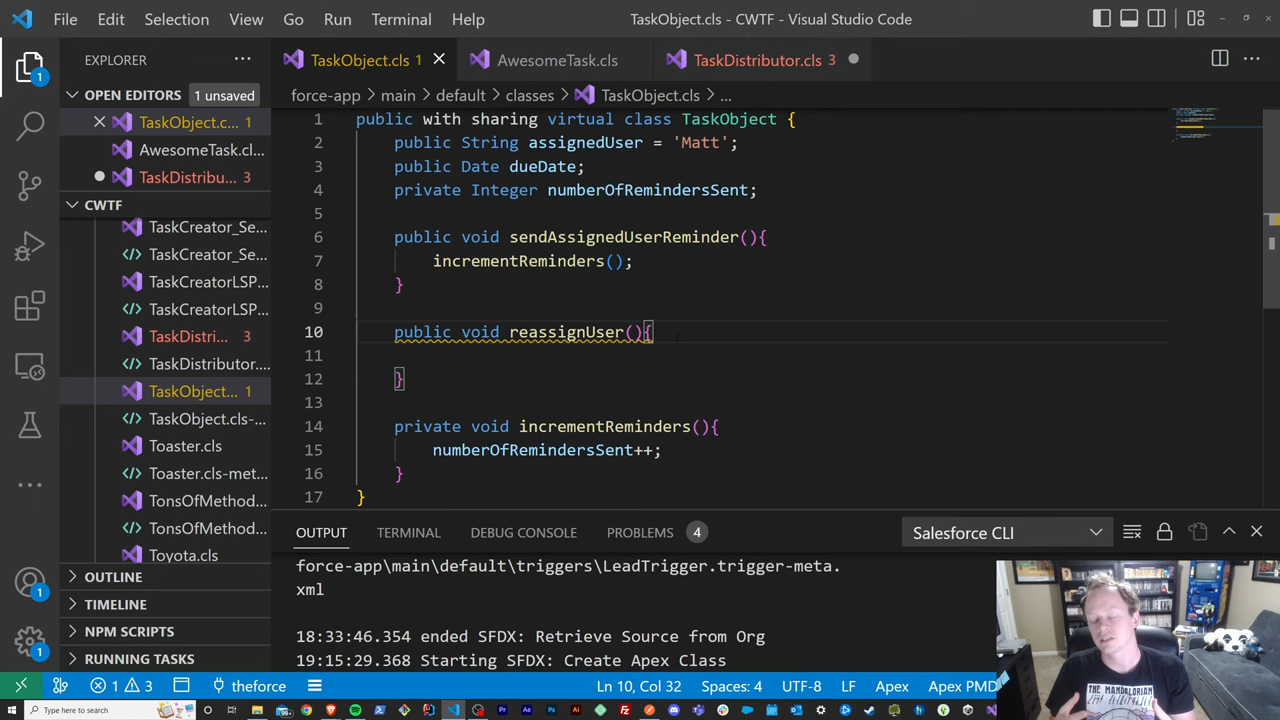 File Edit Selection View Go Run Terminal Help
TaskObject.cls - CWTF - Visual Studio Code
EXPLORER
OPEN EDITORS 1 unsaved
TaskObject.c... 1
AwesomeTask.cl...
TaskDistribu... 3
CWTF
TaskCreator_Se...
TaskCreator_Se...
TaskCreatorLSP...
TaskCreatorLSP...
TaskDistri... 3
TaskDistributor....
TaskObject... 1
TaskObject.cls-...
Toaster.cls
Toaster.cls-met...
TonsOfMethod...
TonsOfMethod...
Toyota.cls
OUTLINE
TIMELINE
NPM SCRIPTS
RUNNING TASKS
1
1
1
TaskObject.cls 1
AwesomeTask.cls
TaskDistributor.cls 3
force-app > main > default > classes > TaskObject.cls > ...
1 public with sharing virtual class TaskObject {
2 public String assignedUser = 'Matt';
3 public Date dueDate;
4 private Integer numberOfRemindersSent;
5
6 public void sendAssignedUserReminder(){
7 incrementReminders();
8 }
9
10 public void reassignUser(){
11
12 }
13
14 private void incrementReminders(){
15 numberOfRemindersSent++;
16 }
17 }
OUTPUT TERMINAL DEBUG CONSOLE PROBLEMS 4
Salesforce CLI
force-app\main\default\triggers\LeadTrigger.trigger-meta.
xml
18:33:46.354 ended SFDX: Retrieve Source from Org
19:15:29.368 Starting SFDX: Create Apex Class
THE MANDALORIAN
1 3 theforce
Ln 10, Col 32 Spaces: 4 UTF-8 LF Apex Apex PMD
Type here to search